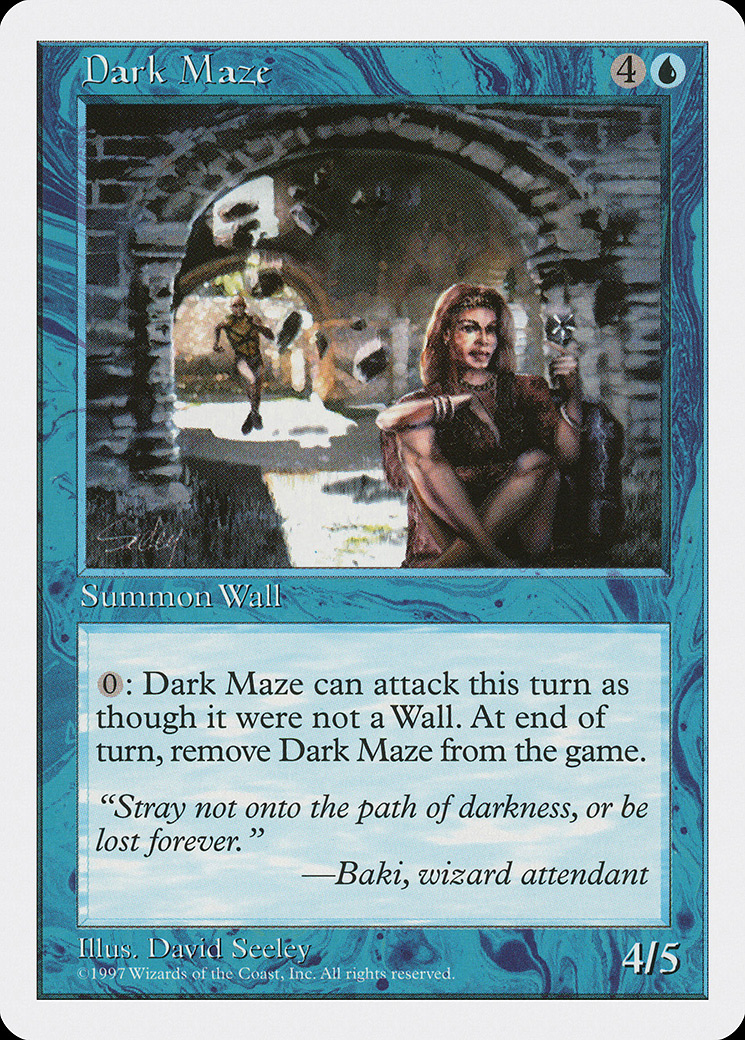 Dark Maze
4
Seeley
Summon Wall
0: Dark Maze can attack this turn as
though it were not a Wall. At end of
turn, remove Dark Maze from the game.
“Stray not onto the path of darkness, or be
lost forever.”
—Baki, wizard attendant
Illus. David Seeley
©1997 Wizards of the Coast, Inc. All rights reserved.
4/5